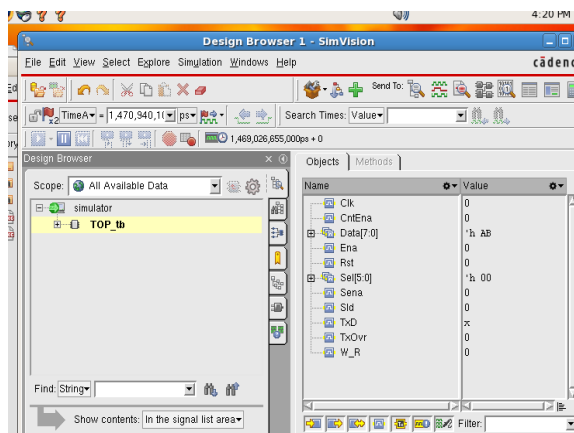 4:20 PM
Design Browser 1 - SimVision
File Edit View Select Explore Simulation Windows Help
cādenc
Send To:
TimeA▾ = 1,470,940,1( ps▾
Search Times: Value▾
1,469,026,655,000ps + 0
Design Browser
Scope: All Available Data
simulator
TOP_tb
Find: String▾
Show contents: In the signal list area▾
Objects Methods
Name Value
Clk 0
CntEna 0
Data[7:0] 'h AB
Ena 0
Rst 0
Sel[5:0] 'h 00
Sena 0
Sld 0
TxD x
TxOvr 0
W_R 0
Filter: